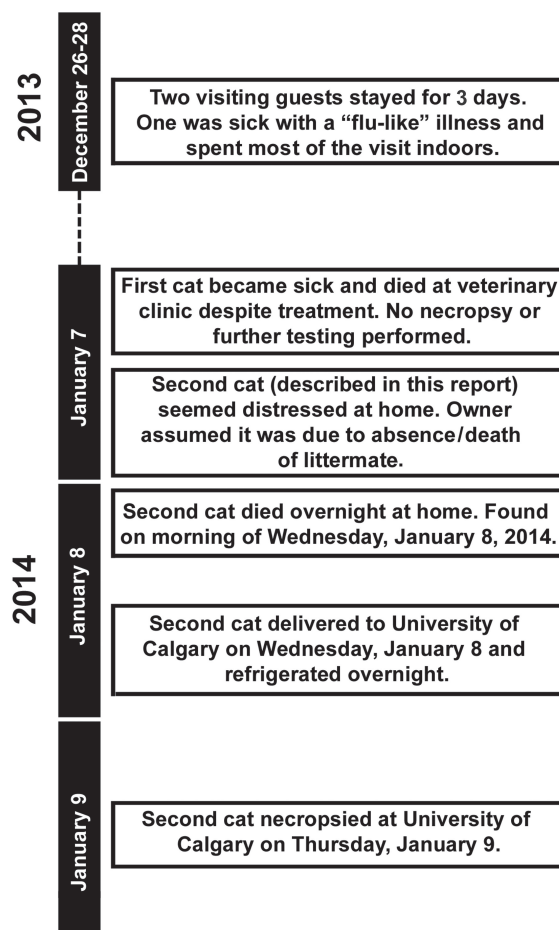 2013
December 26-28
Two visiting guests stayed for 3 days.
One was sick with a “flu-like” illness and
spent most of the visit indoors.
2014
January 7
First cat became sick and died at veterinary
clinic despite treatment. No necropsy or
further testing performed.
Second cat (described in this report)
seemed distressed at home. Owner
assumed it was due to absence/death
of littermate.
January 8
Second cat died overnight at home. Found
on morning of Wednesday, January 8, 2014.
Second cat delivered to University of
Calgary on Wednesday, January 8 and
refrigerated overnight.
January 9
Second cat necropsied at University of
Calgary on Thursday, January 9.